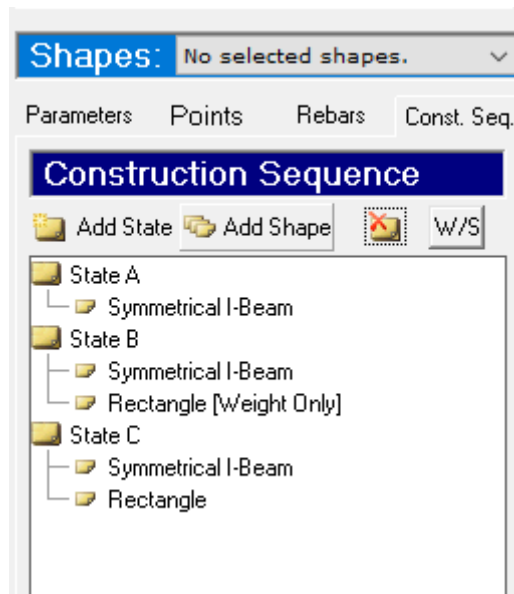 Shapes: No selected shapes.
Parameters Points Rebars Const. Seq.
Construction Sequence
Add State Add Shape W/S
State A
Symmetrical I-Beam
State B
Symmetrical I-Beam
Rectangle [Weight Only]
State C
Symmetrical I-Beam
Rectangle